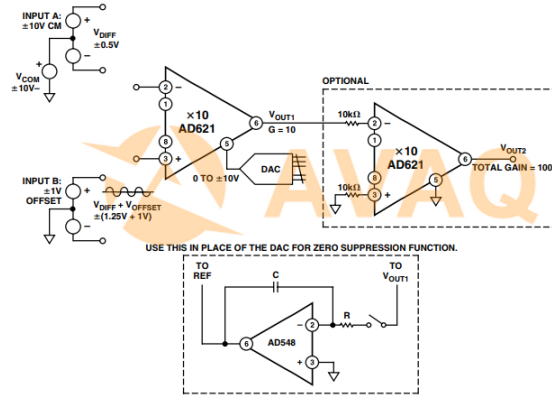 INPUT A:
±10V CM
+
VDIFF
±0.5V
–
+
VCOM
±10V–
INPUT B:
±1V
OFFSET
+
–
VDIFF + VOFFSET
±(1.25V + 1V)
2
1
8
3
–
+
×10
AD621
6
5
VOUT1
G = 10
DAC
0 TO ±10V
OPTIONAL
10kΩ
10kΩ
2
1
8
3
–
+
×10
AD621
6
5
VOUT2
TOTAL GAIN = 100
AVAQ
USE THIS IN PLACE OF THE DAC FOR ZERO SUPPRESSION FUNCTION.
TO
REF
C
TO
VOUT1
6
AD548
–
2
R
+
3